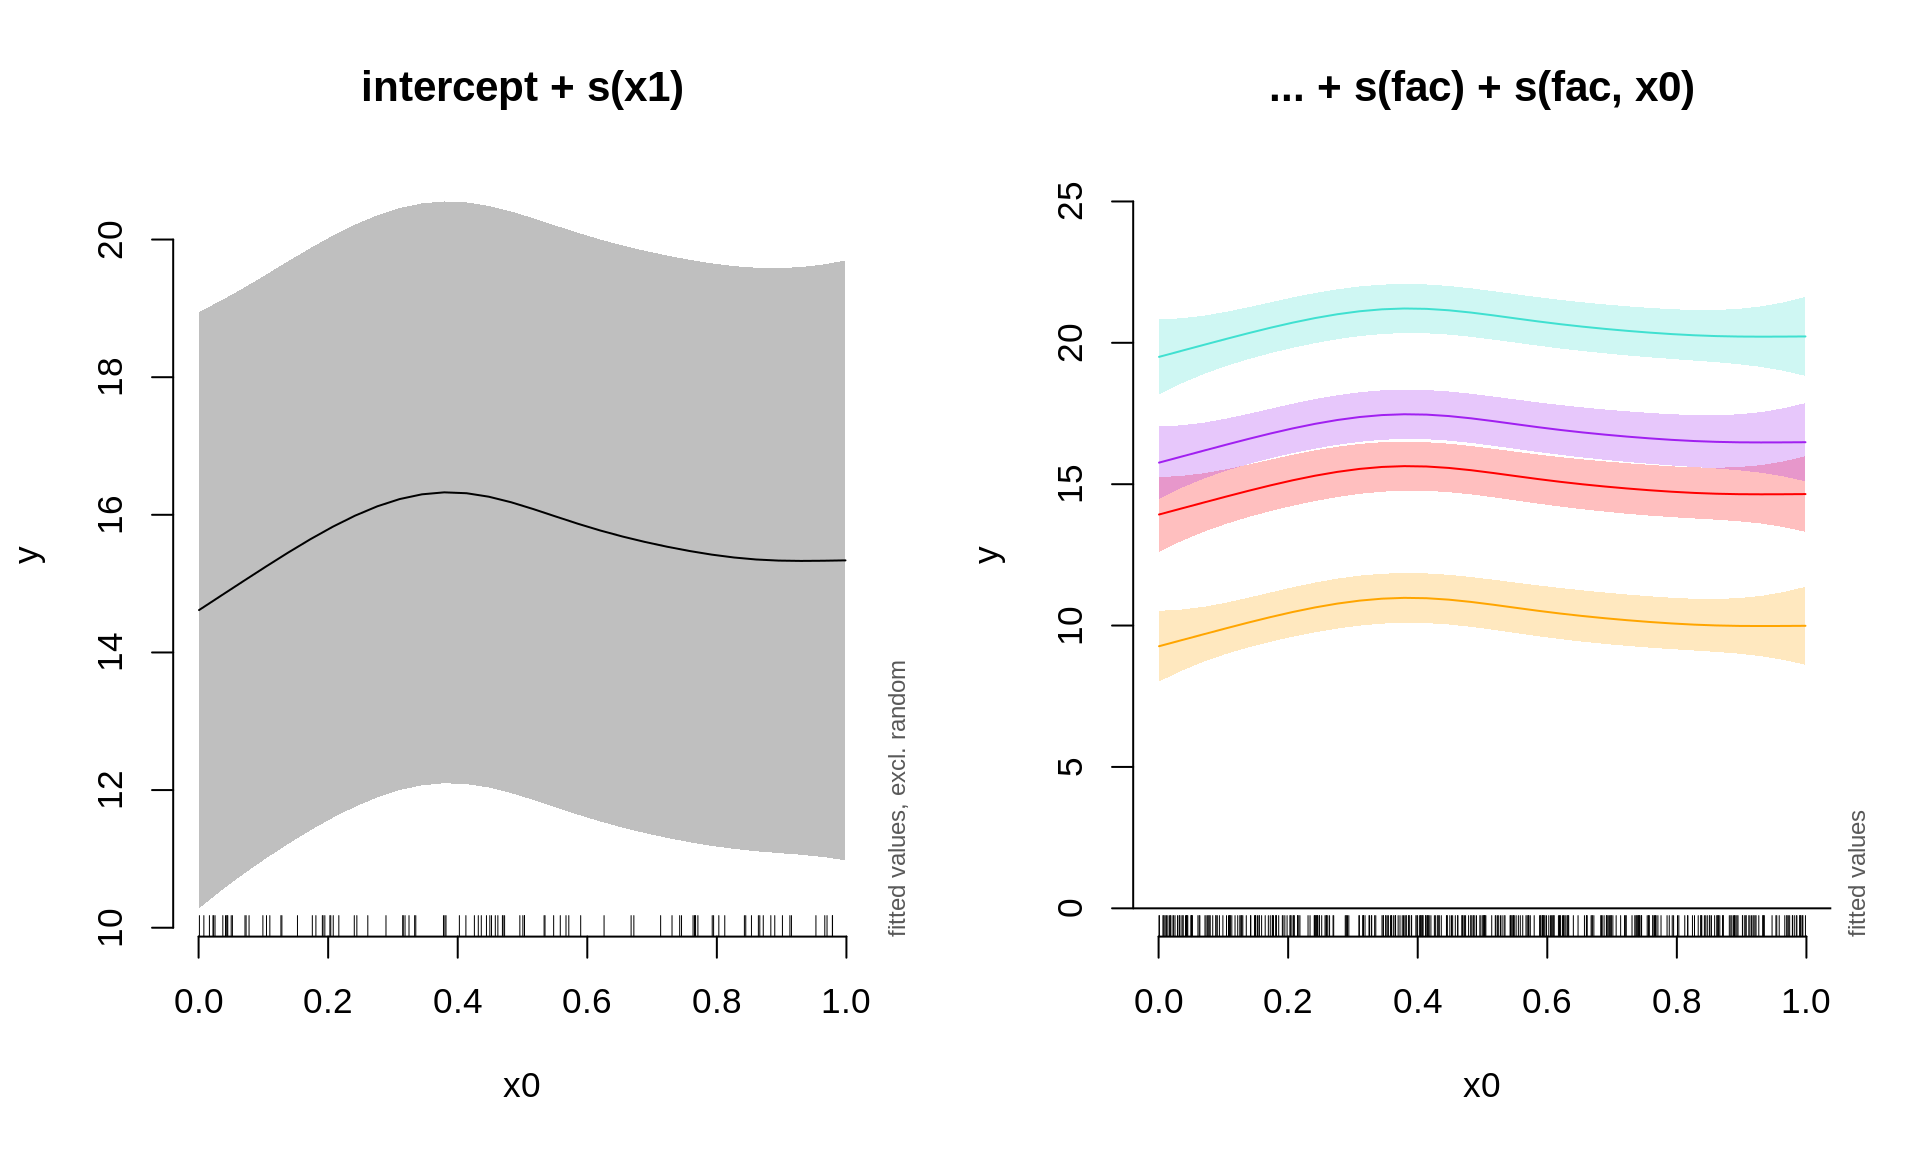 intercept + s(x1)
y
20
18
16
14
12
10
0.0 0.2 0.4 0.6 0.8 1.0
x0
fitted values, excl. random
... + s(fac) + s(fac, x0)
y
25
20
15
10
5
0
0.0 0.2 0.4 0.6 0.8 1.0
x0
fitted values